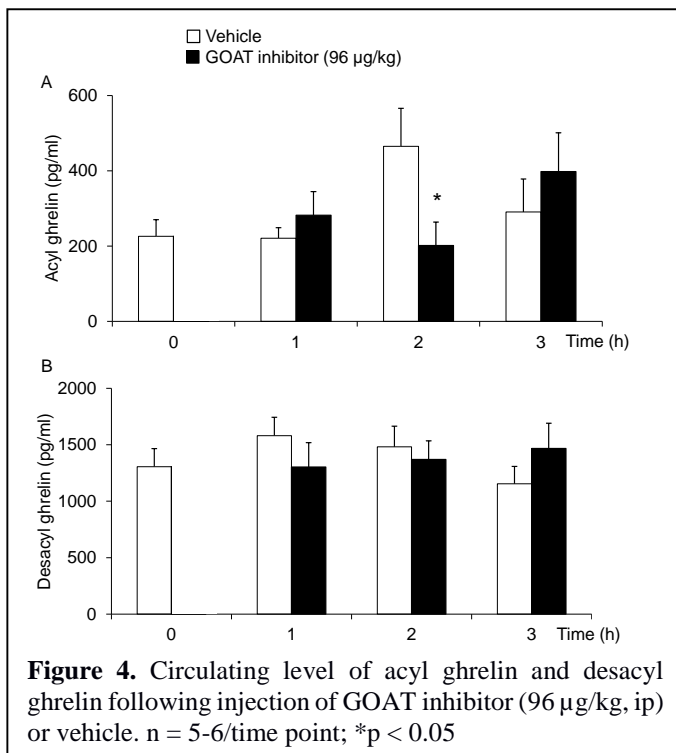 Vehicle
GOAT inhibitor (96 µg/kg)
A
600
400
200
0
Acyl ghrelin (pg/ml)
*
0 1 2 3 Time (h)
B
2000
1500
1000
500
0
Desacyl ghrelin (pg/ml)
0 1 2 3 Time (h)
Figure 4. Circulating level of acyl ghrelin and desacyl
ghrelin following injection of GOAT inhibitor (96 µg/kg, ip)
or vehicle. n = 5-6/time point; *p < 0.05